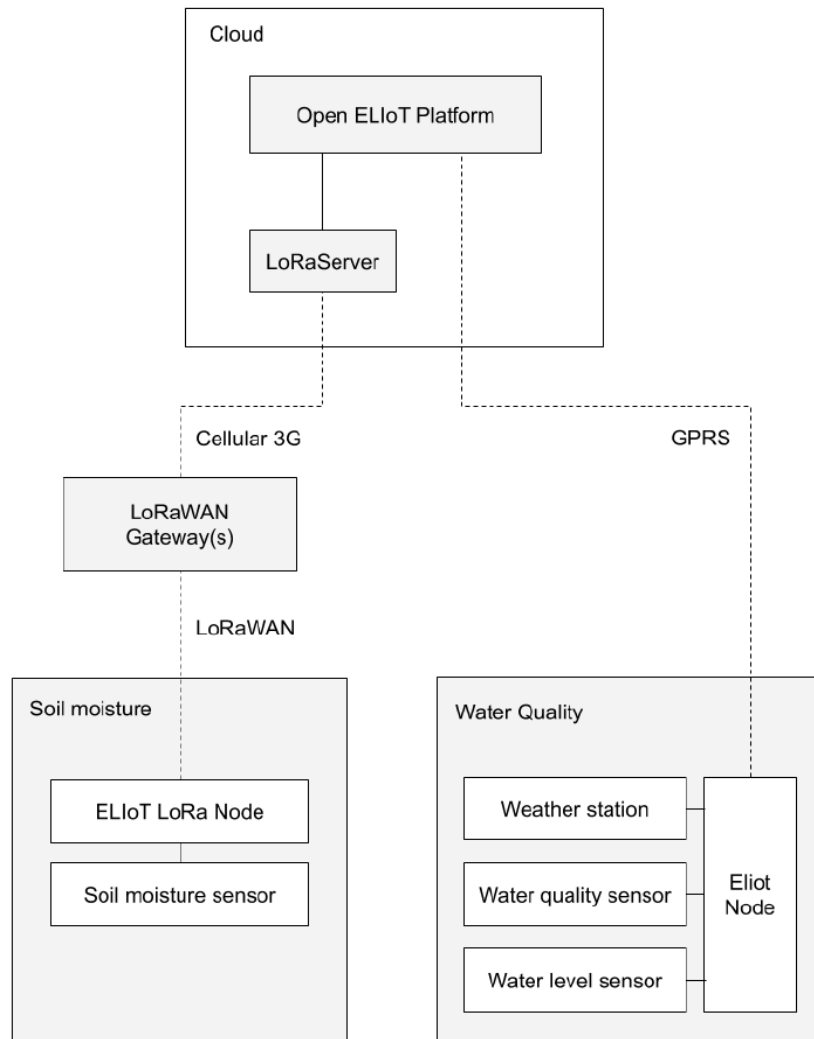 Cloud
Open ELIoT Platform
LoRaServer
Cellular 3G
GPRS
LoRaWAN
Gateway(s)
LoRaWAN
Soil moisture
ELIoT LoRa Node
Soil moisture sensor
Water Quality
Weather station
Water quality sensor
Water level sensor
Eliot
Node